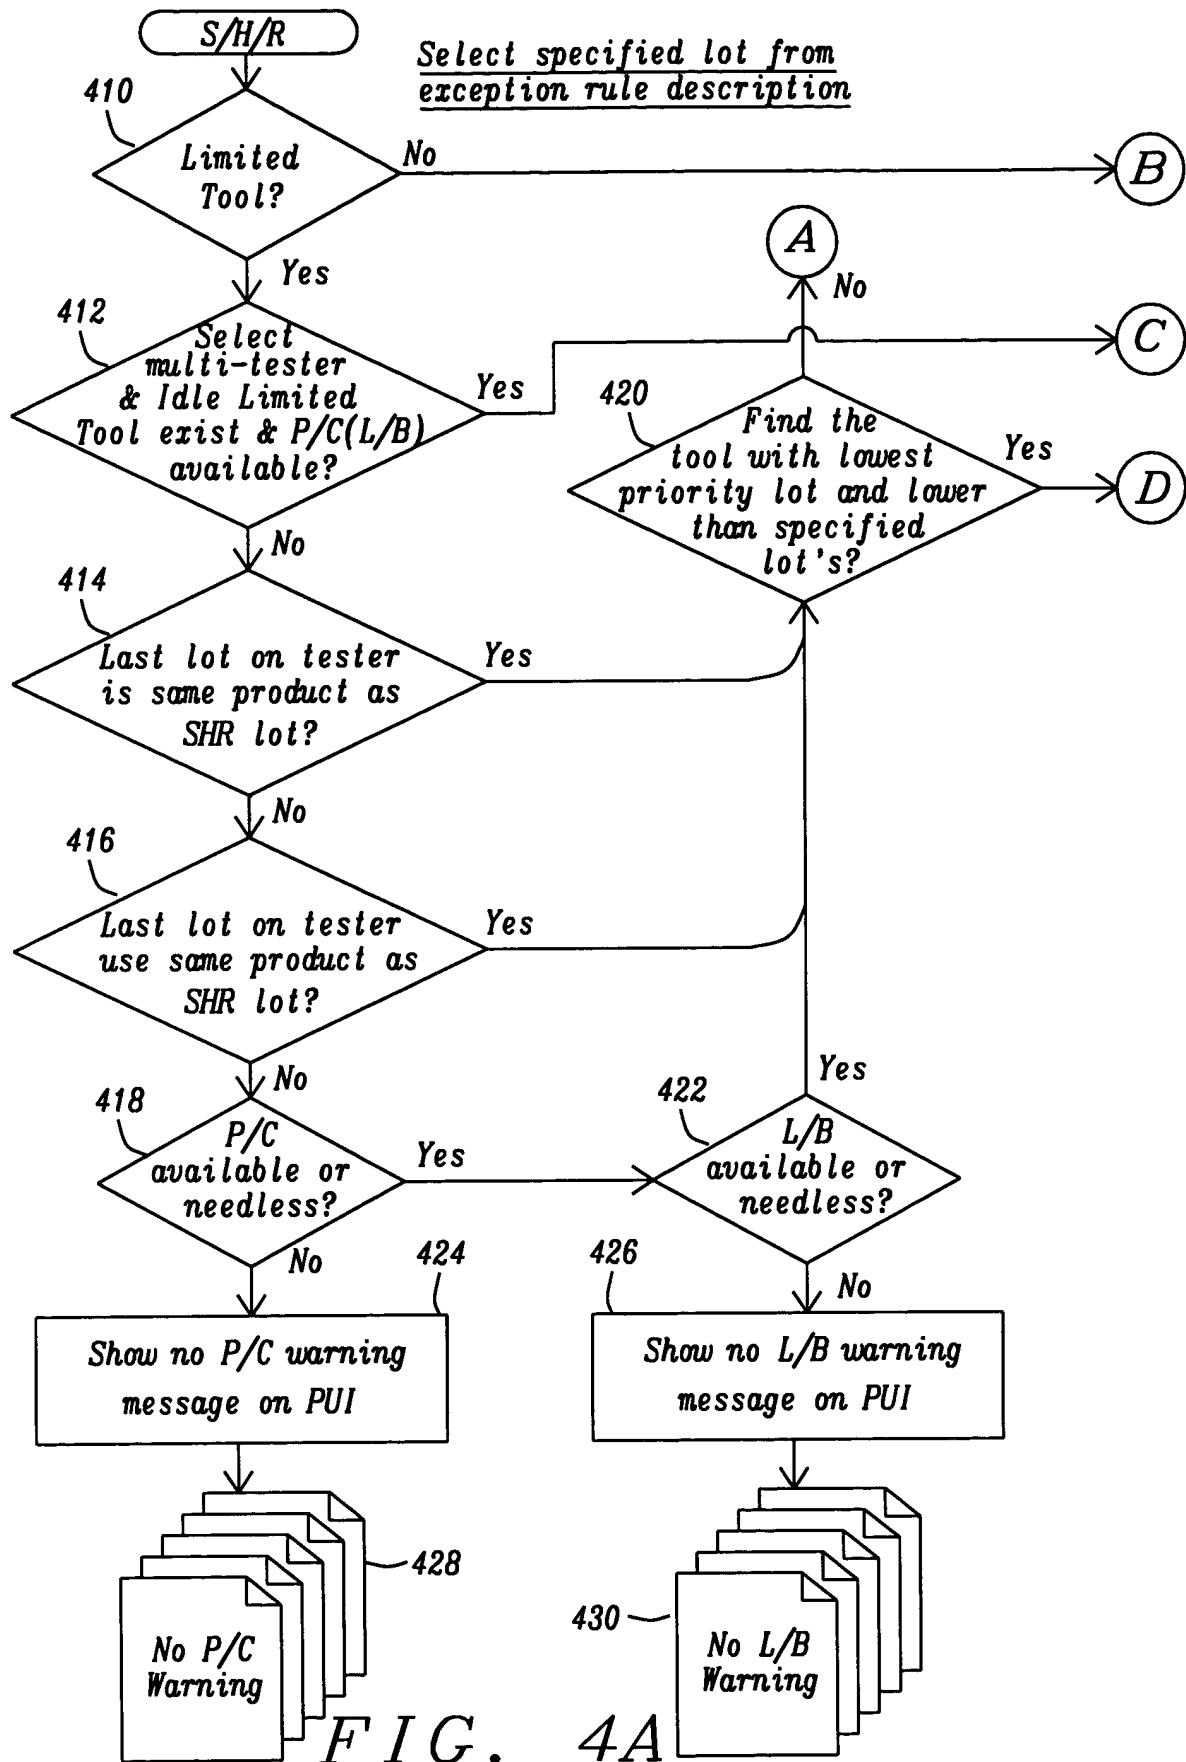 S/H/R
Select specified lot from
exception rule description
410
Limited
Tool?
No
B
Yes
A
No
412
Select
multi-tester
& Idle Limited
Tool exist & P/C(L/B)
available?
Yes
C
420
Find the
tool with lowest
priority lot and lower
than specified
lot's?
Yes
D
No
414
Last lot on tester
is same product as
SHR lot?
Yes
No
416
Last lot on tester
use same product as
SHR lot?
Yes
No
418
P/C
available or
needless?
Yes
422
L/B
available or
needless?
Yes
No
424
Show no P/C warning
message on PUI
No
426
Show no L/B warning
message on PUI
428
No P/C
Warning
430
No L/B
Warning
FIG. 4A